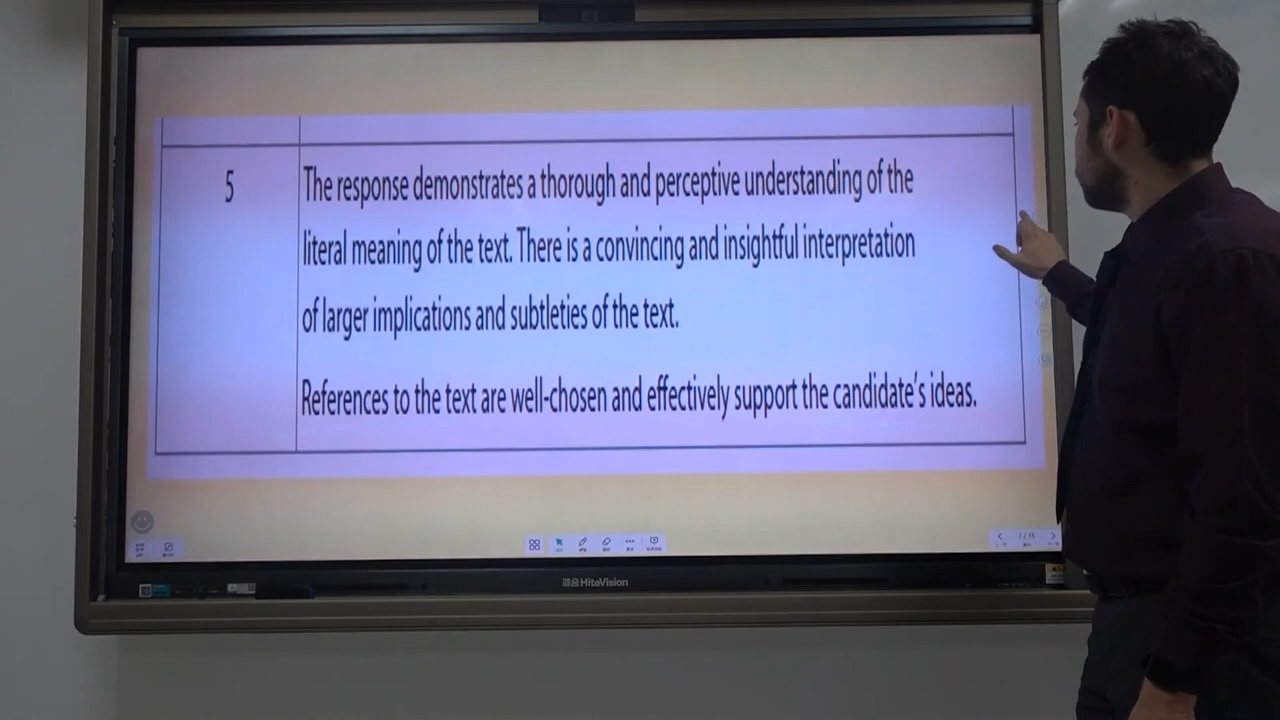 5
The response demonstrates a thorough and perceptive understanding of the
literal meaning of the text. There is a convincing and insightful interpretation
of larger implications and subtleties of the text.
References to the text are well-chosen and effectively support the candidate's ideas.
HiteVision